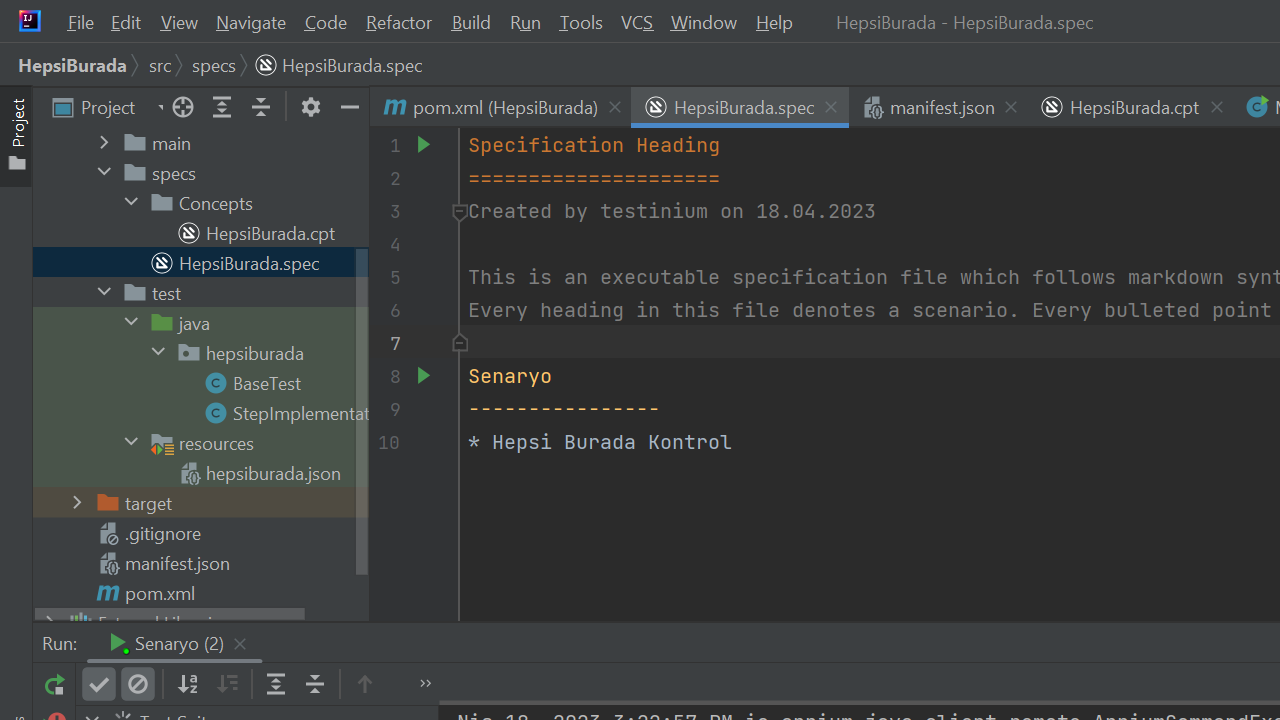 File Edit View Navigate Code Refactor Build Run Tools VCS Window Help HepsiBurada - HepsiBurada.spec
HepsiBurada src specs HepsiBurada.spec
Project
Project
pom.xml (HepsiBurada) HepsiBurada.spec manifest.json HepsiBurada.cpt
main
specs
Concepts
HepsiBurada.cpt
HepsiBurada.spec
test
java
hepsiburada
BaseTest
StepImplementat
resources
hepsiburada.json
target
.gitignore
manifest.json
pom.xml
1 Specification Heading
2 =====================
3 Created by testinium on 18.04.2023
4
5 This is an executable specification file which follows markdown synt
6 Every heading in this file denotes a scenario. Every bulleted point
7
8 Senaryo
9 ----------------
10 * Hepsi Burada Kontrol
Run: Senaryo (2)